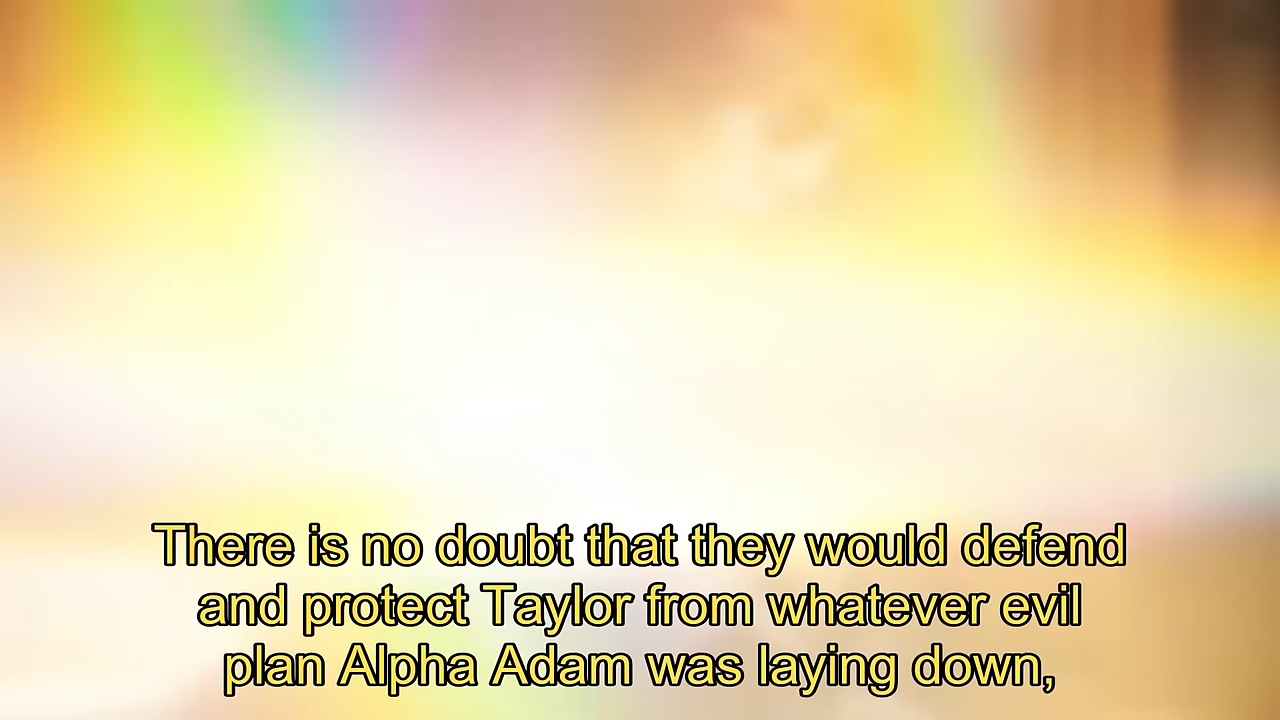 There is no doubt that they would defend
and protect Taylor from whatever evil
plan Alpha Adam was laying down,